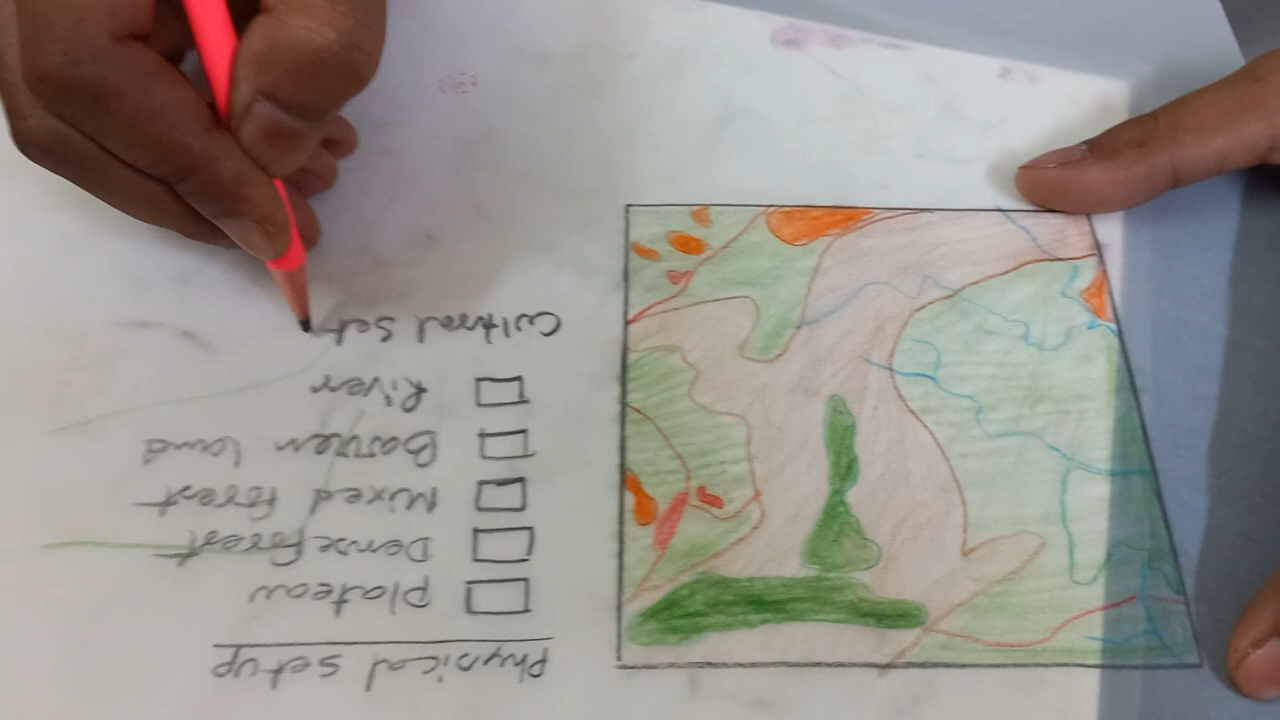 Physical setup
Plateau
Dense forest
Mixed forest
Barren land
River
Cultural Set